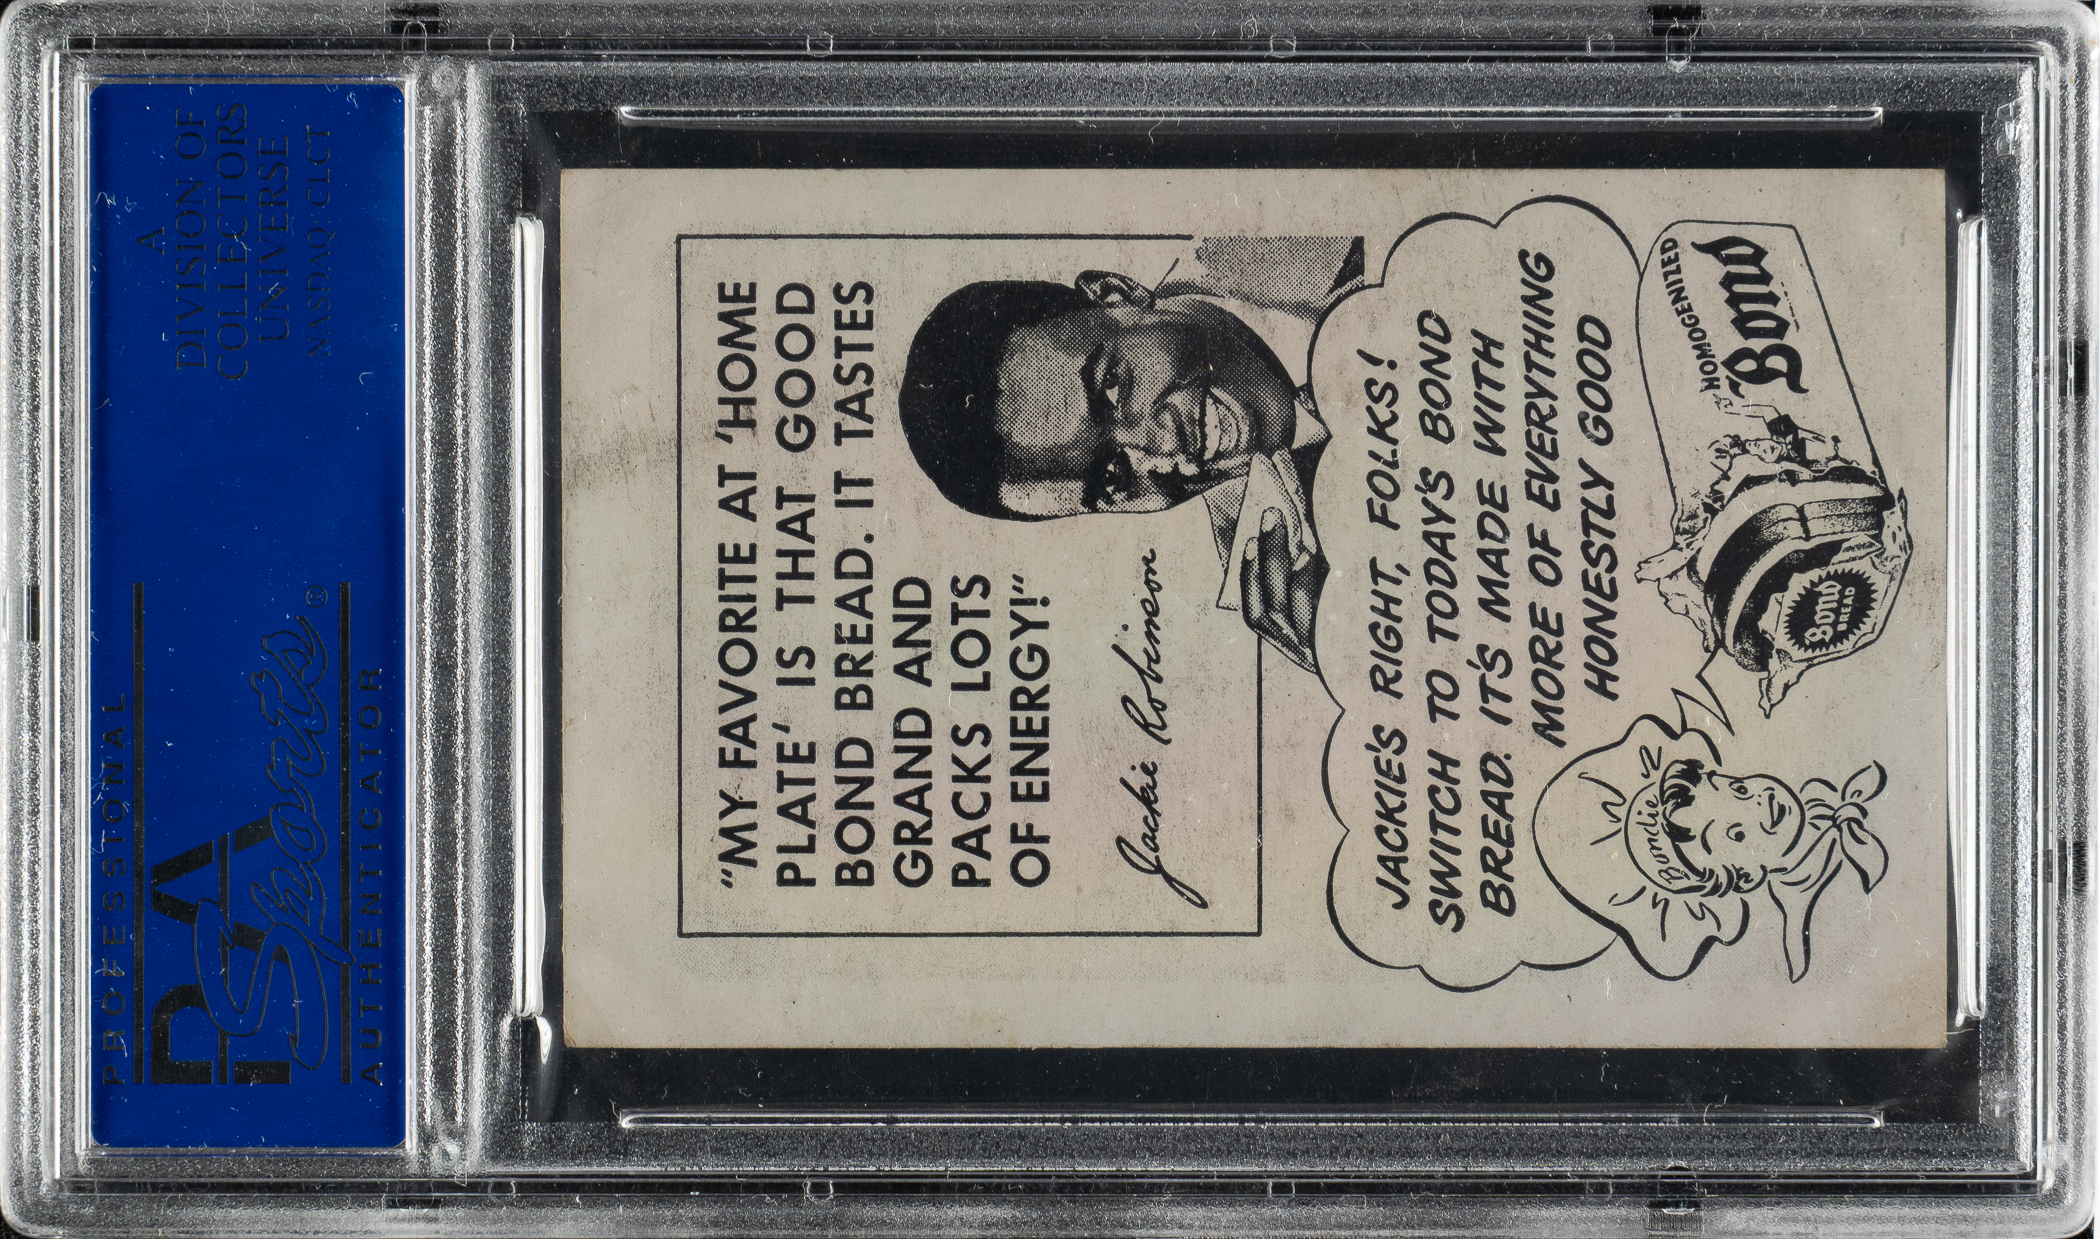 PROFESSIONAL
PSA
Sports®
AUTHENTICATOR
A
DIVISION OF
COLLECTORS
UNIVERSE
NASDAQ: CLCT
"MY FAVORITE AT 'HOME
PLATE' IS THAT GOOD
BOND BREAD. IT TASTES
GRAND AND
PACKS LOTS
OF ENERGY!"
Jackie Robinson
JACKIE'S RIGHT, FOLKS!
SWITCH TO TODAY'S BOND
BREAD. IT'S MADE WITH
MORE OF EVERYTHING
HONESTLY GOOD
Bondie
HOMOGENIZED
Bond
Bond
BREAD